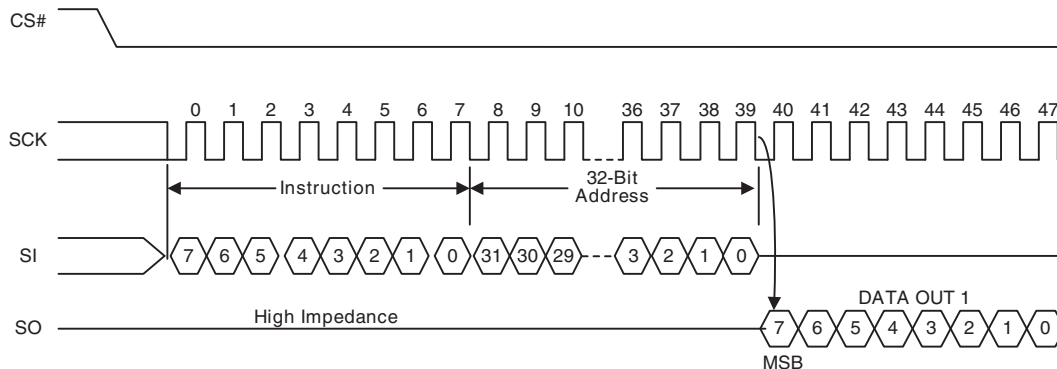 CS#
0 1 2 3 4 5 6 7 8 9 10 36 37 38 39 40 41 42 43 44 45 46 47
SCK
Instruction
32-Bit
Address
SI
7 6 5 4 3 2 1 0 31 30 29 3 2 1 0
DATA OUT 1
High Impedance
SO
7 6 5 4 3 2 1 0
MSB